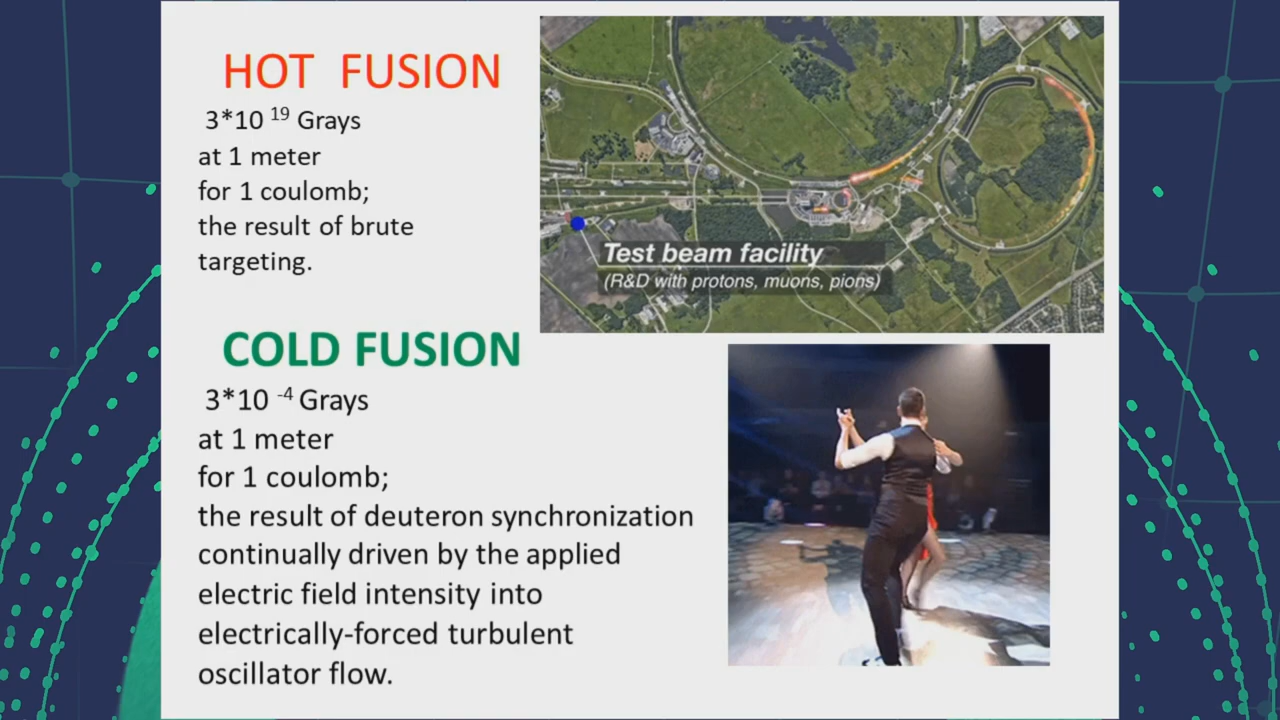 HOT FUSION
3*10 19 Grays
at 1 meter
for 1 coulomb;
the result of brute
targeting.
Test beam facility
(R&D with protons, muons, pions)
COLD FUSION
3*10 -4 Grays
at 1 meter
for 1 coulomb;
the result of deuteron synchronization
continually driven by the applied
electric field intensity into
electrically-forced turbulent
oscillator flow.